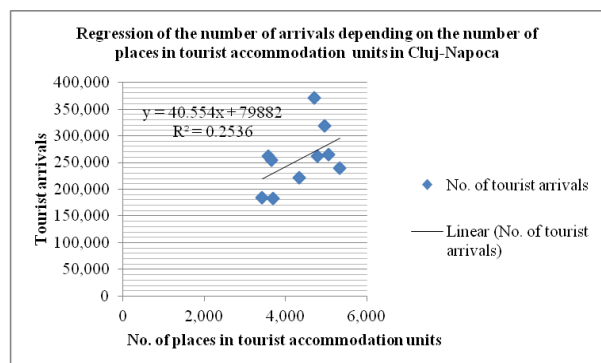 Regression of the number of arrivals depending on the number of
places in tourist accommodation units in Cluj-Napoca
400,000
350,000
300,000
250,000
200,000
150,000
100,000
50,000
0
Tourist arrivals
y = 40.554x + 79882
R² = 0.2536
0
2,000
4,000
6,000
No. of places in tourist accommodation units
No. of tourist arrivals
Linear (No. of tourist
arrivals)